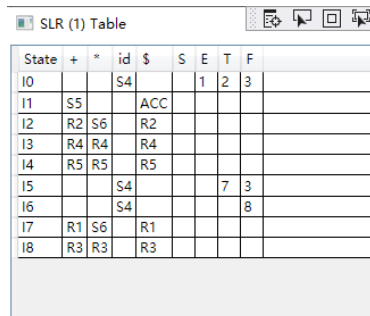 SLR (1) Table
State + * id $ S E T F
I0 S4 1 2 3
I1 S5 ACC
I2 R2 S6 R2
I3 R4 R4 R4
I4 R5 R5 R5
I5 S4 7 3
I6 S4 8
I7 R1 S6 R1
I8 R3 R3 R3